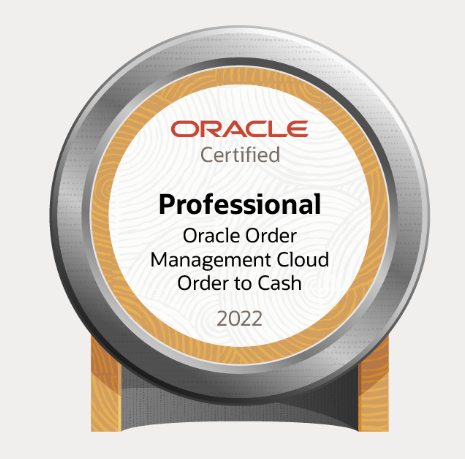 ORACLE
Certified
Professional
Oracle Order
Management Cloud
Order to Cash
2022